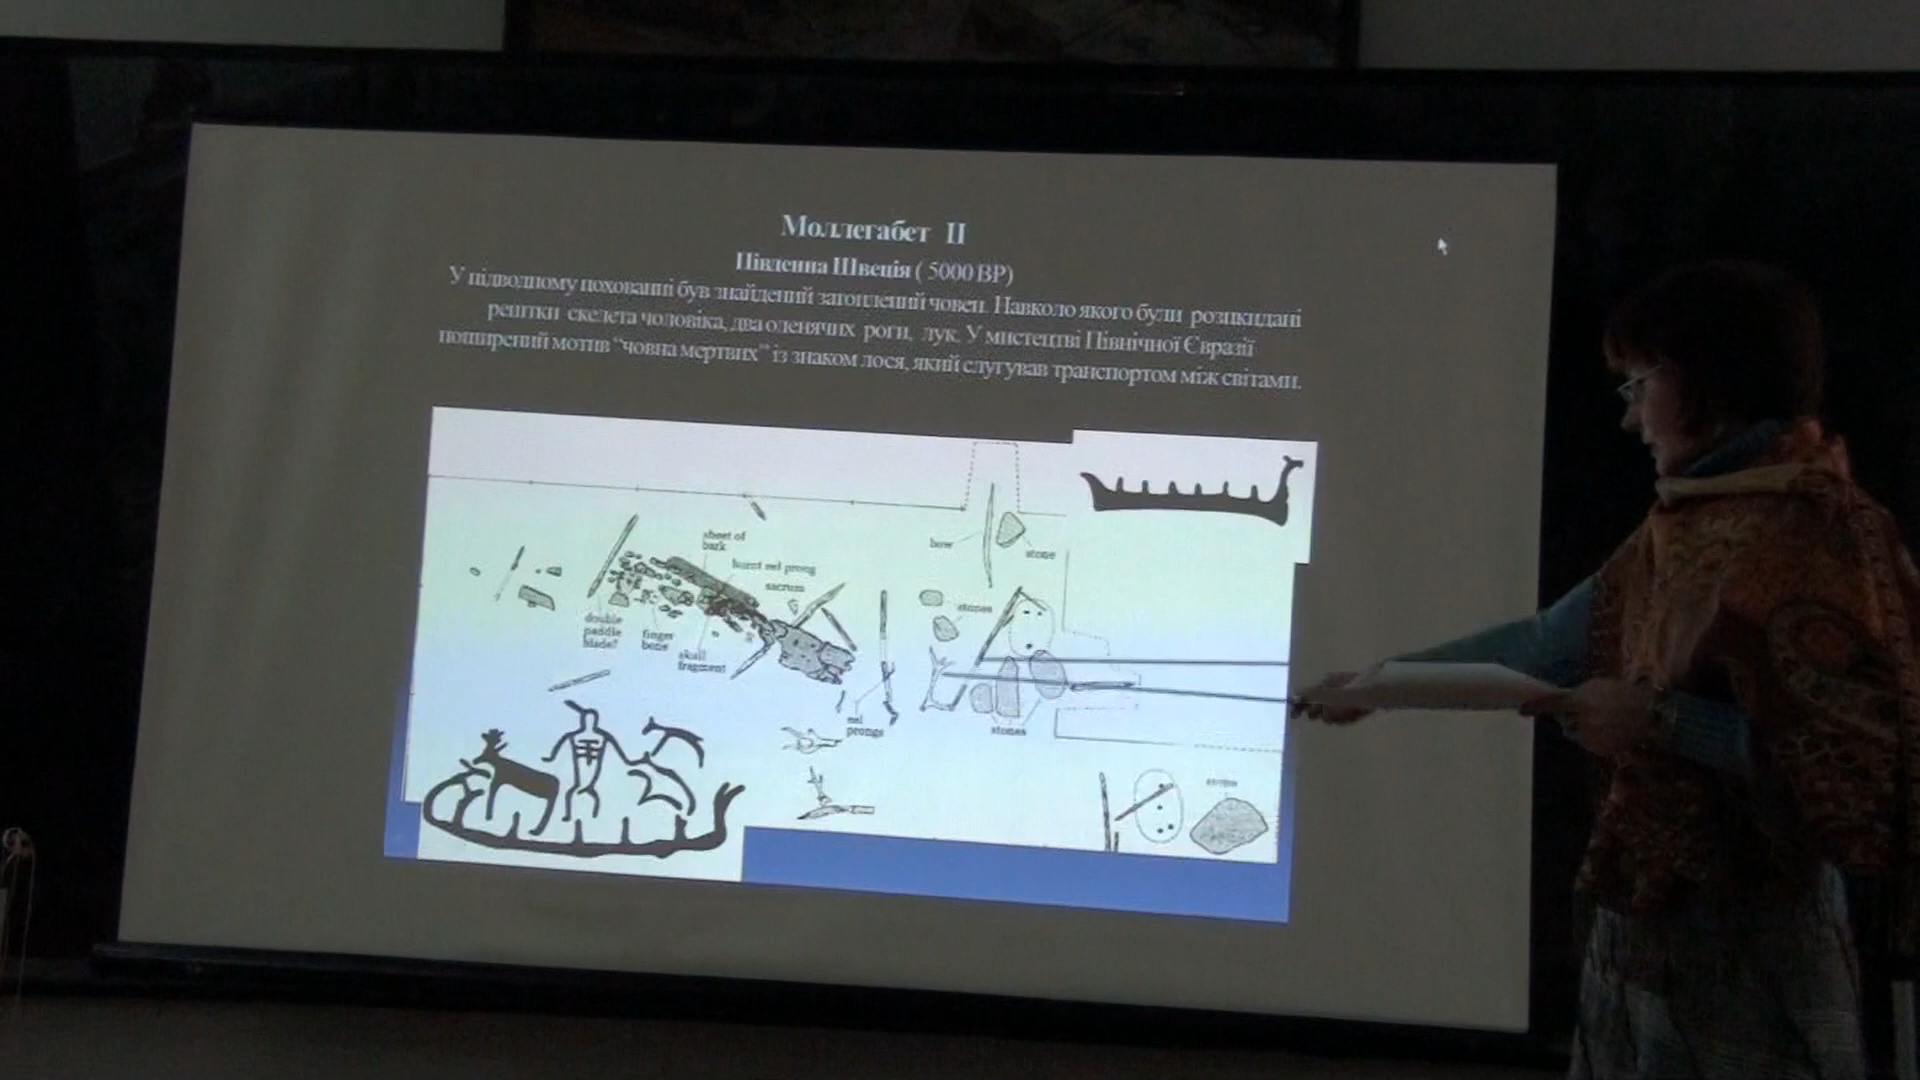 Моллегабет II
Південна Швеція ( 5000 BP)
У підводному похованні був знайдений затоплений човен. Навколо якого були розкидані
рештки скелета чоловіка, два оленячих роги, лук. У мистецтві Північної Євразії
поширений мотив "човна мертвих" із знаком лося, який слугував транспортом між світами.
sheet of
bark
burnt eel prong
sacrum
bow
stone
double
paddle
blade?
finger
bone
skull
fragment
stones
eel
prongs
stones
stone